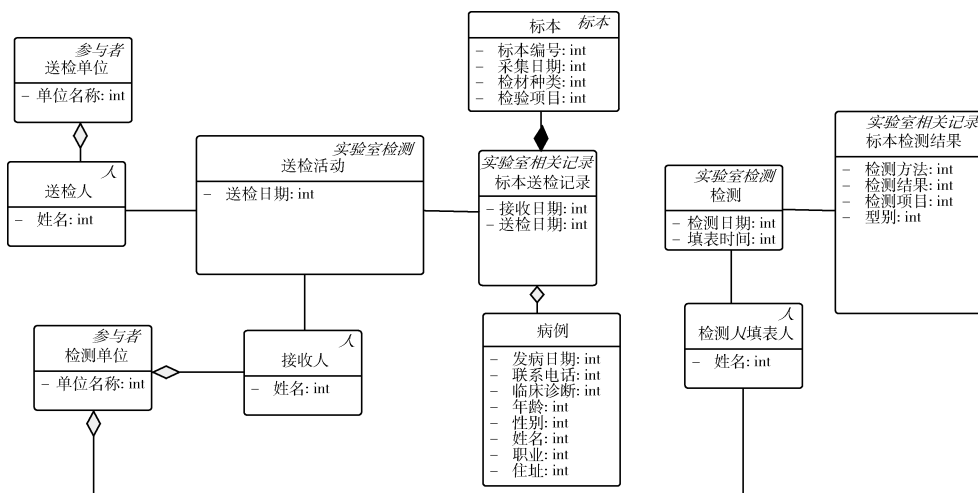 参与者
送检单位
– 单位名称: int
人
送检人
– 姓名: int
实验室检测
送检活动
– 送检日期: int
标本
标本
– 标本编号: int
– 采集日期: int
– 检材种类: int
– 检验项目: int
实验室相关记录
标本送检记录
– 接收日期: int
– 送检日期: int
实验室检测
检测
– 检测日期: int
– 填表时间: int
实验室相关记录
标本检测结果
– 检测方法: int
– 检测结果: int
– 检测项目: int
– 型别: int
参与者
检测单位
– 单位名称: int
人
接收人
– 姓名: int
病例
– 发病日期: int
– 联系电话: int
– 临床诊断: int
– 年龄: int
– 性别: int
– 姓名: int
– 职业: int
– 住址: int
人
检测人/填表人
– 姓名: int